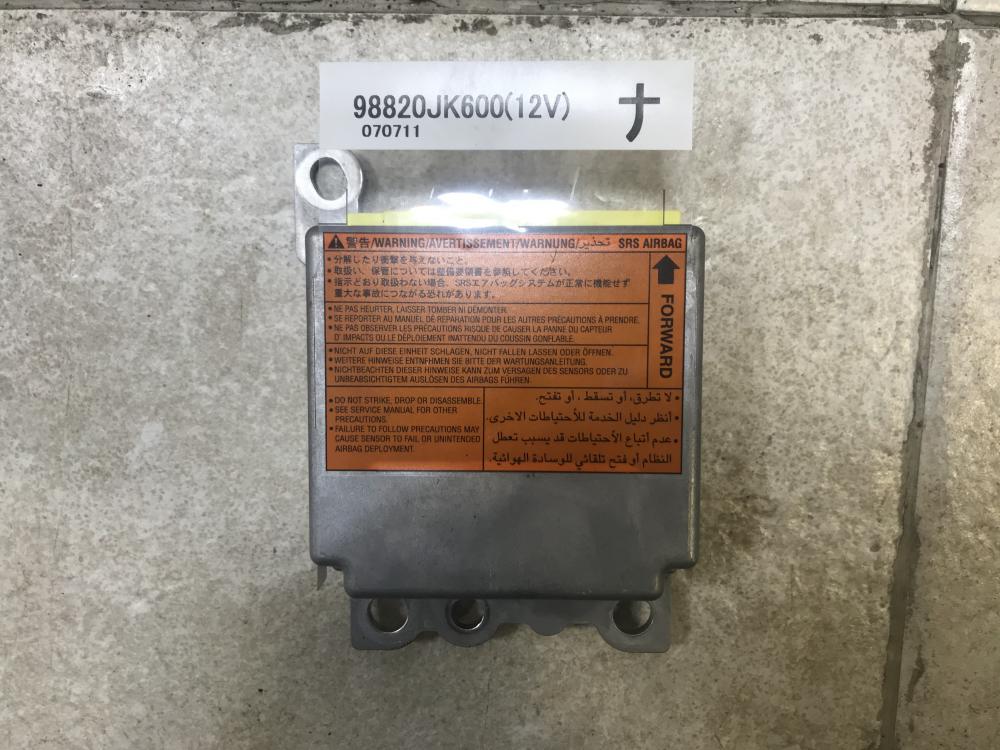 98820JK600(12V)
070711
ナ
警告/WARNING/AVERTISSEMENT/WARNUNG/تحذير SRS AIRBAG
・分解したり衝撃を与えないこと。
・取扱い、保管については整備要領書を参照してください。
・指示どおり取扱わない場合、SRSエアバッグシステムが正常に機能せず
重大な事故につながる恐れがあります。
FORWARD
• NE PAS HEURTER, LAISSER TOMBER NI DÉMONTER.
• SE REPORTER AU MANUEL DE RÉPARATION POUR LES AUTRES PRÉCAUTIONS À PRENDRE.
• NE PAS OBSERVER LES PRÉCAUTIONS RISQUE DE CAUSER LA PANNE DU CAPTEUR
D' IMPACTS OU LE DÉPLOIEMENT INATTENDU DU COUSSIN GONFLABLE.
• NICHT AUF DIESE EINHEIT SCHLAGEN, NICHT FALLEN LASSEN ODER ÖFFNEN.
• WEITERE HINWEISE ENTNEHMEN SIE BITTE DER WARTUNGSANLEITUNG.
• NICHTBEACHTEN DIESER HINWEISE KANN ZUM VERSAGEN DES SENSORS ODER ZU
UNBEABSICHTIGTEM AUSLÖSEN DES AIRBAGS FÜHREN.
• DO NOT STRIKE, DROP OR DISASSEMBLE.
• SEE SERVICE MANUAL FOR OTHER
PRECAUTIONS.
• FAILURE TO FOLLOW PRECAUTIONS MAY
CAUSE SENSOR TO FAIL OR UNINTENDED
AIRBAG DEPLOYMENT.
• لا تطرق، أو تسقط ، أو تفتح.
• أنظر دليل الخدمة للأحتياطات الاخرى.
• عدم أتباع الأحتياطات قد يسبب تعطل
النظام أو فتح تلقائي للوسادة الهوائية.